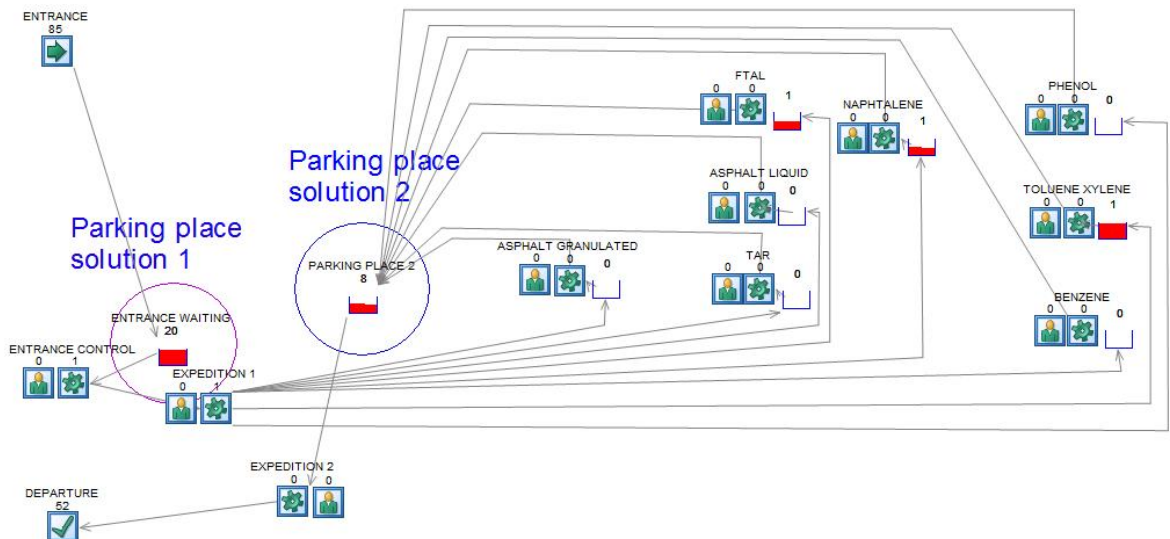 ENTRANCE
85
Parking place
solution 1
Parking place
solution 2
FTAL
0 0 1
NAPHTALENE
0 0 1
PHENOL
0 0 0
ASPHALT LIQUID
0 0 0
TOLUENE XYLENE
0 0 1
ASPHALT GRANULATED
0 0 0
TAR
0 0 0
PARKING PLACE 2
8
BENZENE
0 0 0
ENTRANCE WAITING
20
ENTRANCE CONTROL
0 1
EXPEDITION 1
0 1
EXPEDITION 2
0 0
DEPARTURE
52